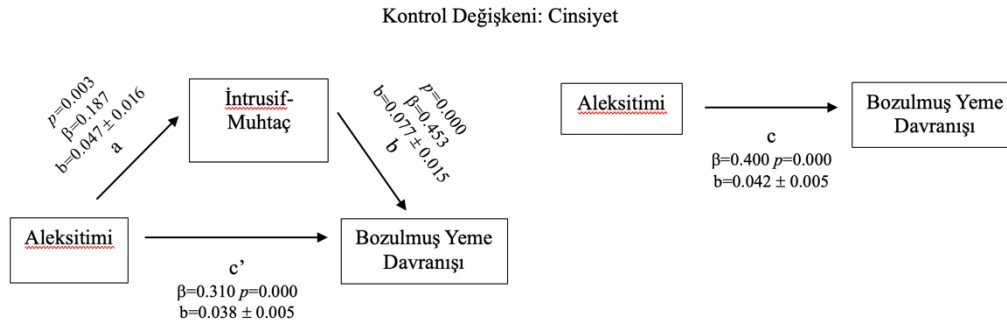 Kontrol Değişkeni: Cinsiyet
p=0.003
β=0.187
b=0.047 ± 0.016
a
İntrusif-
Muhtaç
p=0.000
β=0.453
b=0.077 ± 0.015
b
Aleksitimi
c’
β=0.310 p=0.000
b=0.038 ± 0.005
Bozulmuş Yeme
Davranışı
Aleksitimi
c
β=0.400 p=0.000
b=0.042 ± 0.005
Bozulmuş Yeme
Davranışı